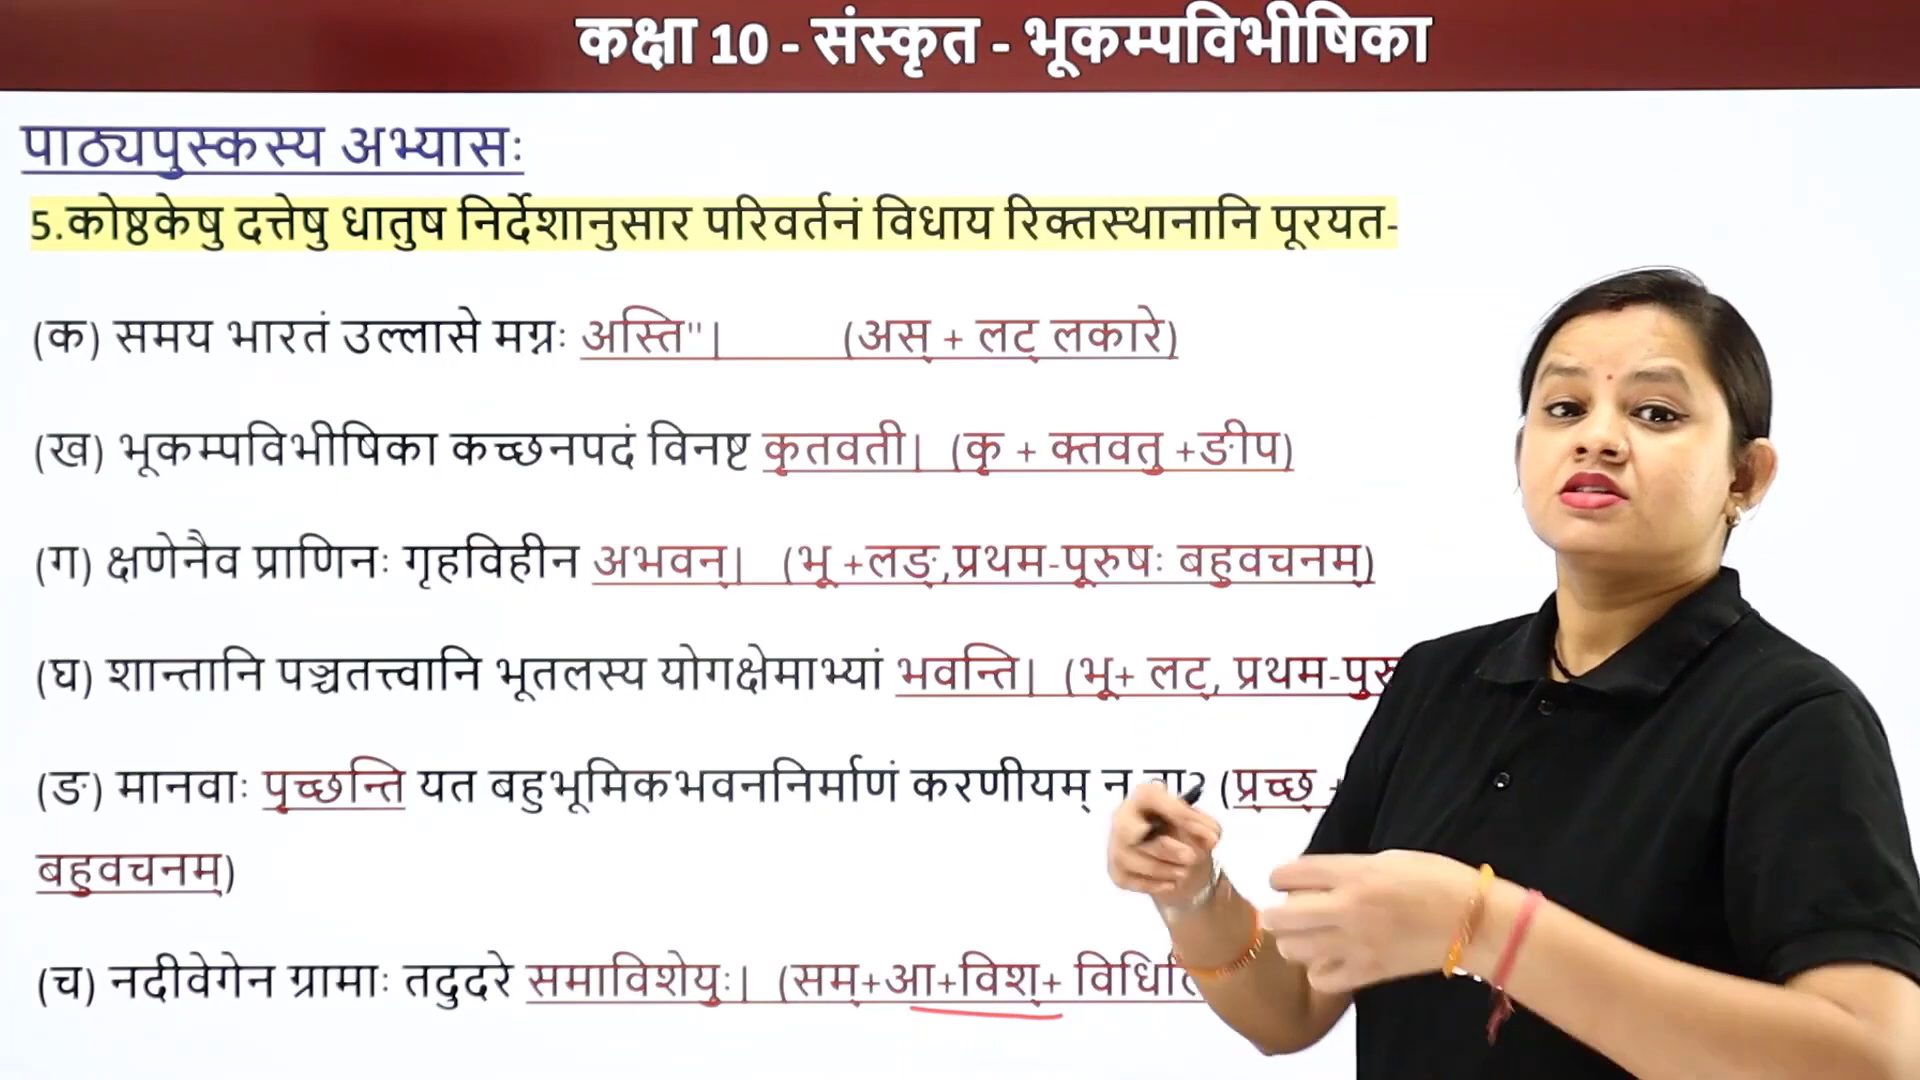 कक्षा 10 - संस्कृत - भूकम्पविभीषिका
पाठ्यपुस्कस्य अभ्यासः
5.कोष्ठकेषु दत्तेषु धातुष निर्देशानुसार परिवर्तनं विधाय रिक्तस्थानानि पूरयत-
(क) समय भारतं उल्लासे मग्नः अस्ति"| (अस् + लट् लकारे)
(ख) भूकम्पविभीषिका कच्छनपदं विनष्ट कृतवती| (कृ + क्तवतु +ङीप)
(ग) क्षणेनैव प्राणिनः गृहविहीन अभवन्| (भू +लङ्,प्रथम-पूरुषः बहुवचनम्)
(घ) शान्तानि पञ्चतत्त्वानि भूतलस्य योगक्षेमाभ्यां भवन्ति| (भू+ लट्, प्रथम-पुरु
(ङ) मानवाः पृच्छन्ति यत बहुभूमिकभवननिर्माणं करणीयम् न वा? (प्रच्छ् +
बहुवचनम्)
(च) नदीवेगेन ग्रामाः तदुदरे समाविशेयुः| (सम्+आ+विश्+